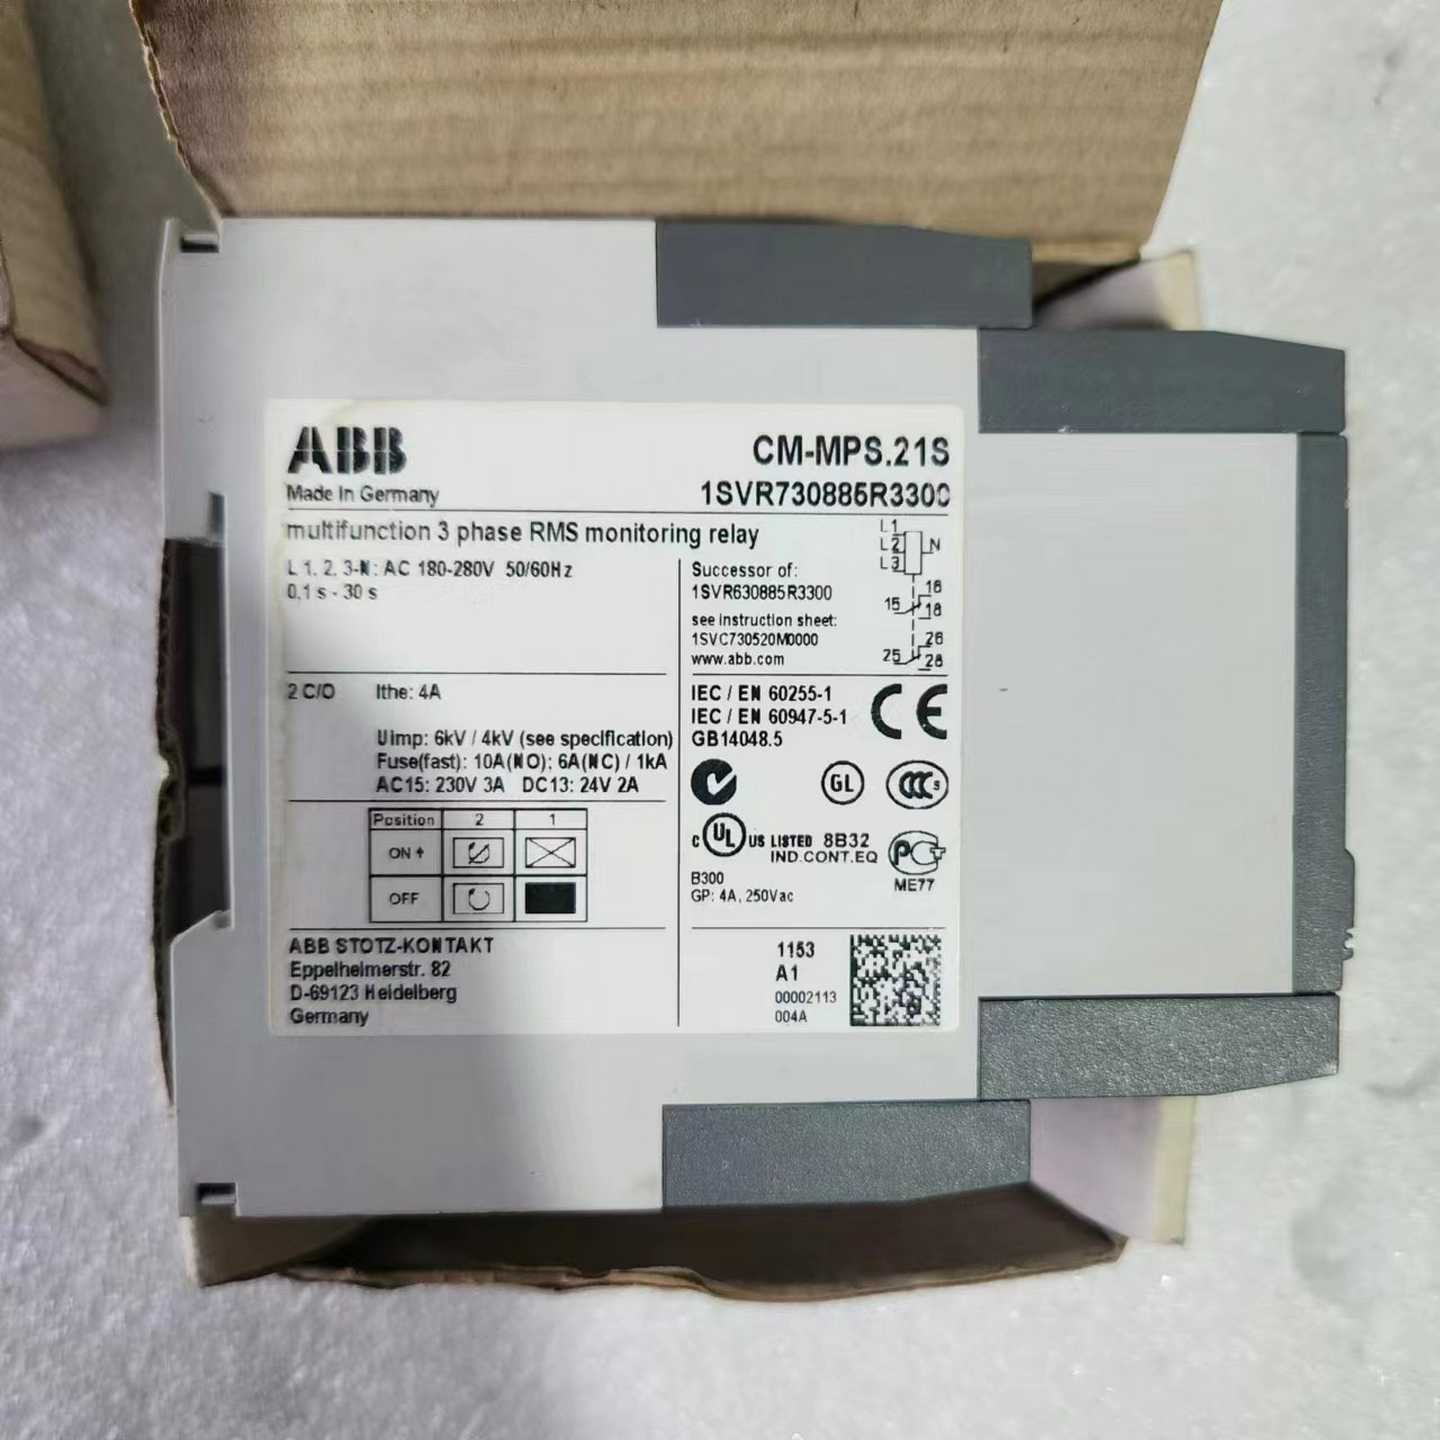 ABB
CM-MPS.21S
Made in Germany
1SVR730885R3300
multifunction 3 phase RMS monitoring relay
L 1, 2, 3-N: AC 180-280V 50/60Hz
0,1 s - 30 s
Successor of:
1SVR630885R3300
see instruction sheet:
1SVC730520M0000
www.abb.com
L1
L2 N
L3
15 16
18
25 26
28
2 C/O Ithe: 4A
Uimp: 6kV / 4kV (see specification)
Fuse(fast): 10A(NO); 6A(NC) / 1kA
AC15: 230V 3A DC13: 24V 2A
IEC / EN 60255-1
IEC / EN 60947-5-1
GB14048.5
CE
GL
CCC S
C UL US LISTED 8B32
IND.CONT.EQ
PCT
ME77
B300
GP: 4A, 250Vac
Position 2 1
ON
OFF
ABB STOTZ-KONTAKT
Eppelheimerstr. 82
D-69123 Heidelberg
Germany
1153
A1
00002113
004A